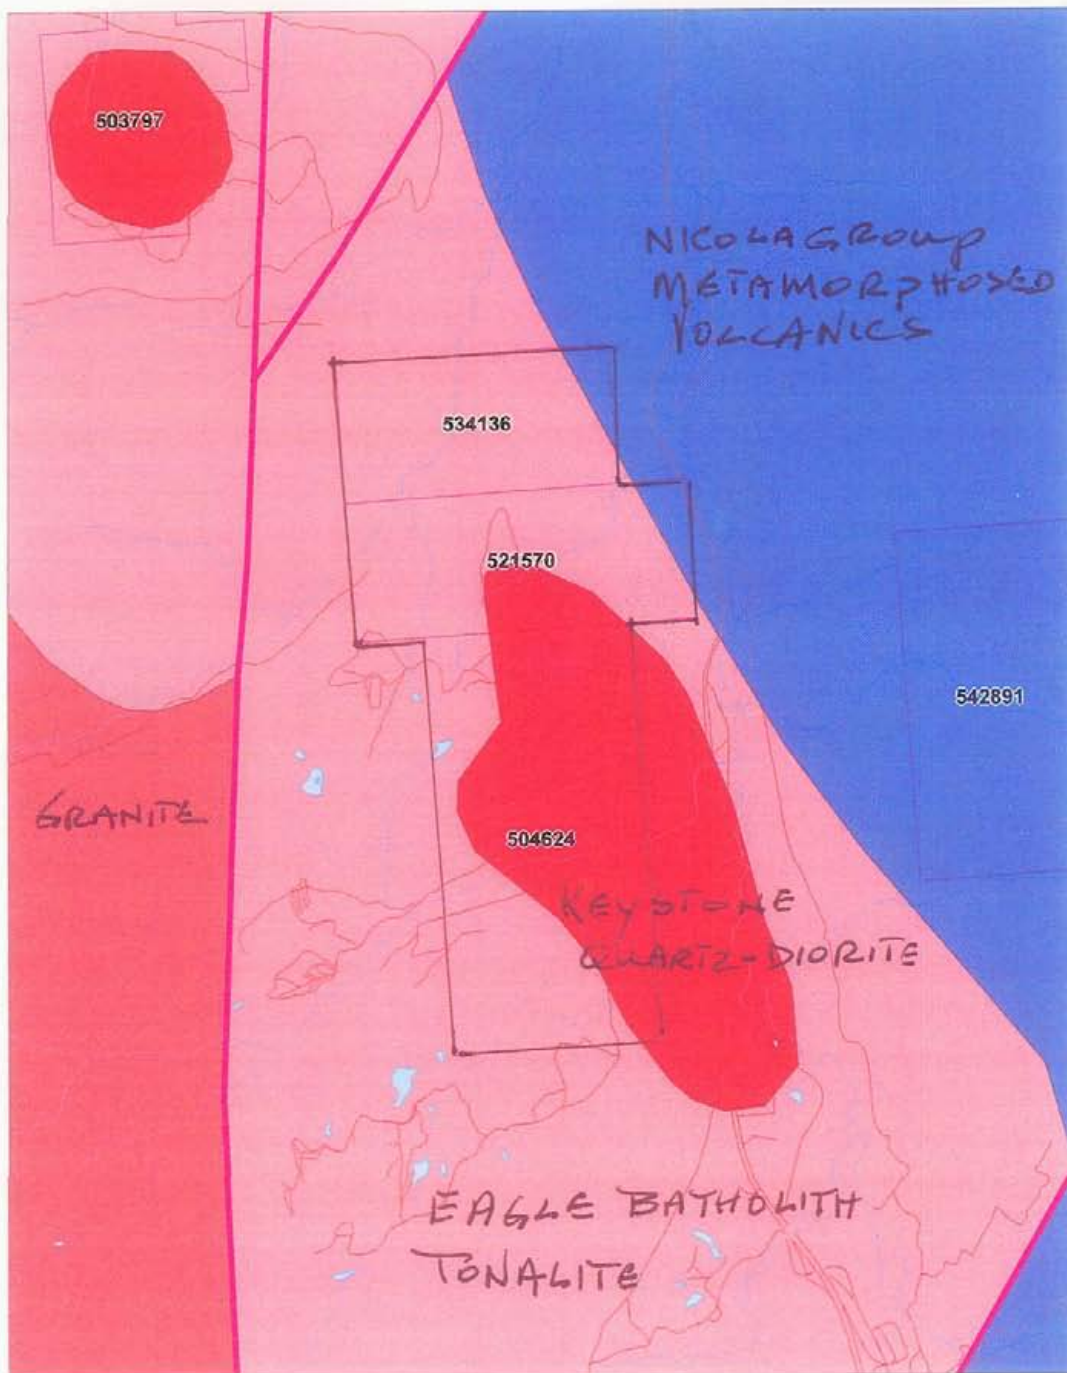 503797
NICOLA GROUP
METAMORPHOSED
VOLCANICS
534136
521570
542891
GRANITE
504624
KEYSTONE
QUARTZ-DIORITE
EAGLE BATHOLITH
TONALITE